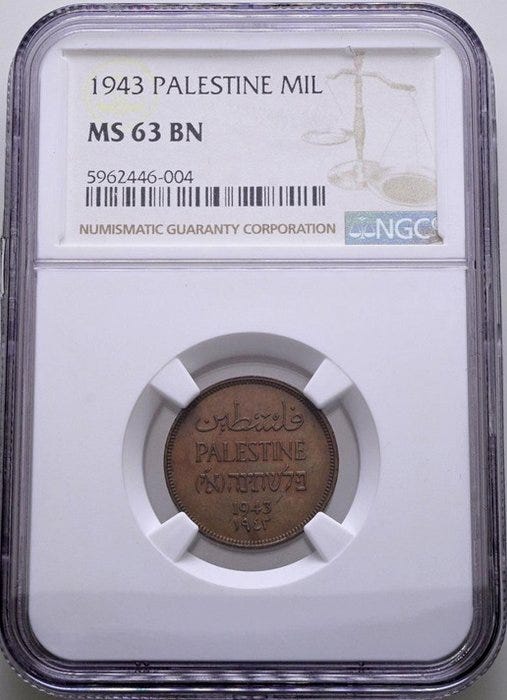 1943 PALESTINE MIL
MS 63 BN
5962446-004
NUMISMATIC GUARANTY CORPORATION
NGC
فلسطين
PALESTINE
פלשתינה (א״י)
1943
١٩٤٣